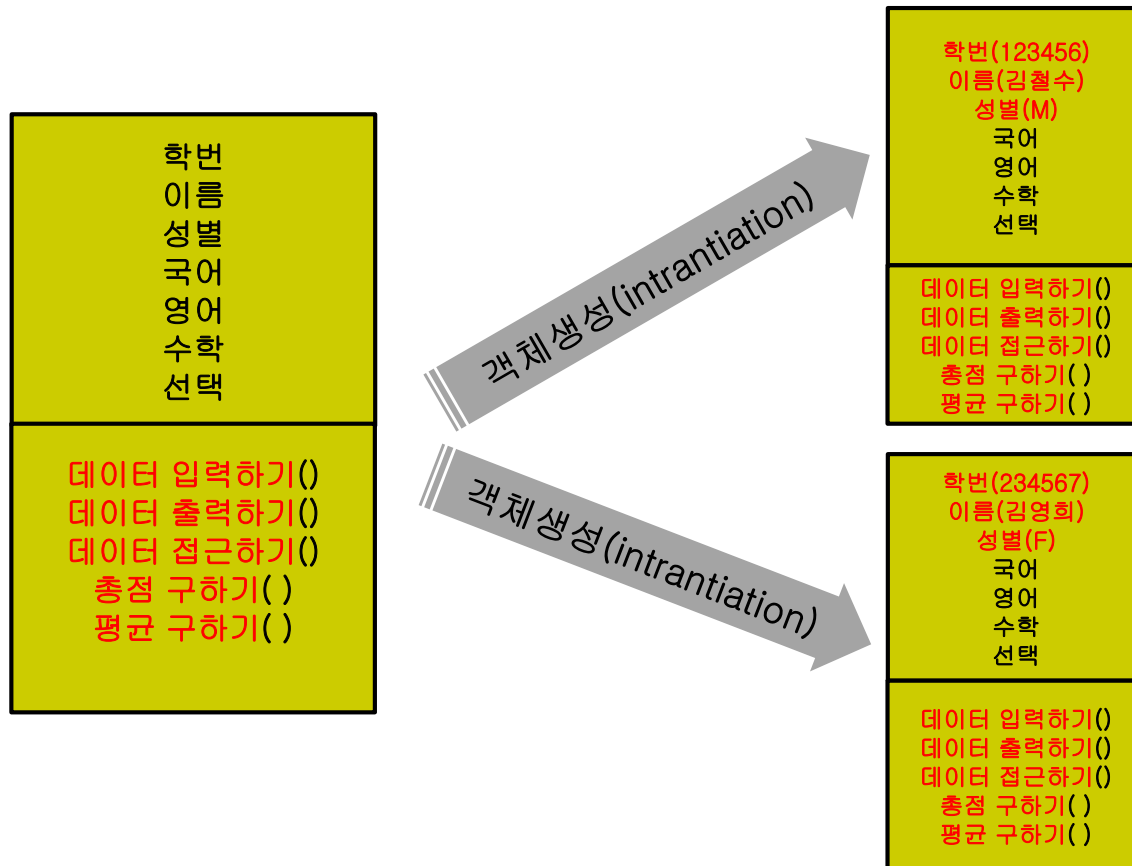 학번
이름
성별
국어
영어
수학
선택
데이터 입력하기()
데이터 출력하기()
데이터 접근하기()
총점 구하기( )
평균 구하기( )
객체생성(intrantiation)
객체생성(intrantiation)
학번(123456)
이름(김철수)
성별(M)
국어
영어
수학
선택
데이터 입력하기()
데이터 출력하기()
데이터 접근하기()
총점 구하기( )
평균 구하기( )
학번(234567)
이름(김영희)
성별(F)
국어
영어
수학
선택
데이터 입력하기()
데이터 출력하기()
데이터 접근하기()
총점 구하기( )
평균 구하기( )